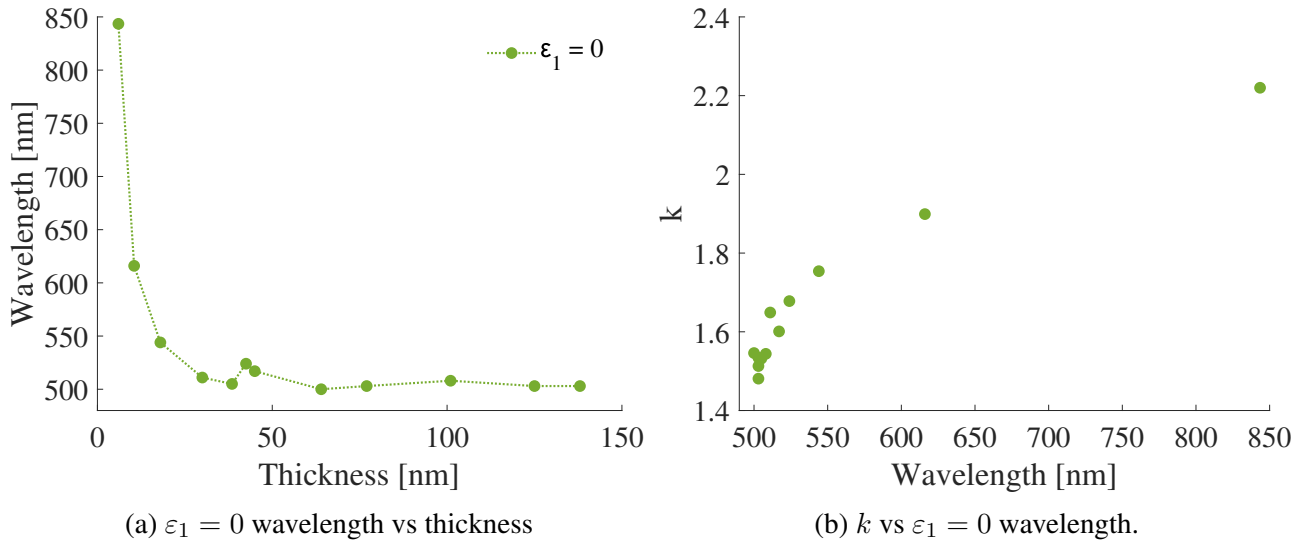 850
800
750
700
650
600
550
500
0 50 100 150
Wavelength [nm]
Thickness [nm]
ε1 = 0
(a) ε1 = 0 wavelength vs thickness
2.4
2.2
2
1.8
1.6
1.4
500 550 600 650 700 750 800 850
k
Wavelength [nm]
(b) k vs ε1 = 0 wavelength.